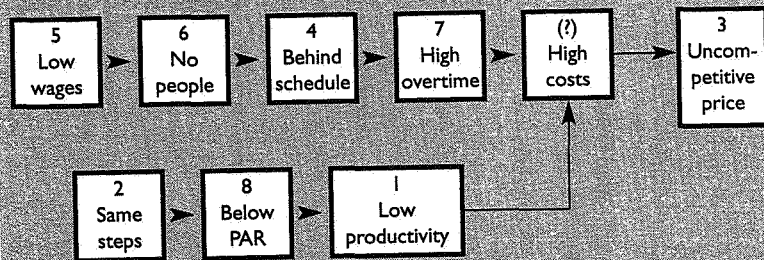 5
Low
wages
6
No
people
4
Behind
schedule
7
High
overtime
(?)
High
costs
3
Uncom-
petitive
price
2
Same
steps
8
Below
PAR
1
Low
productivity